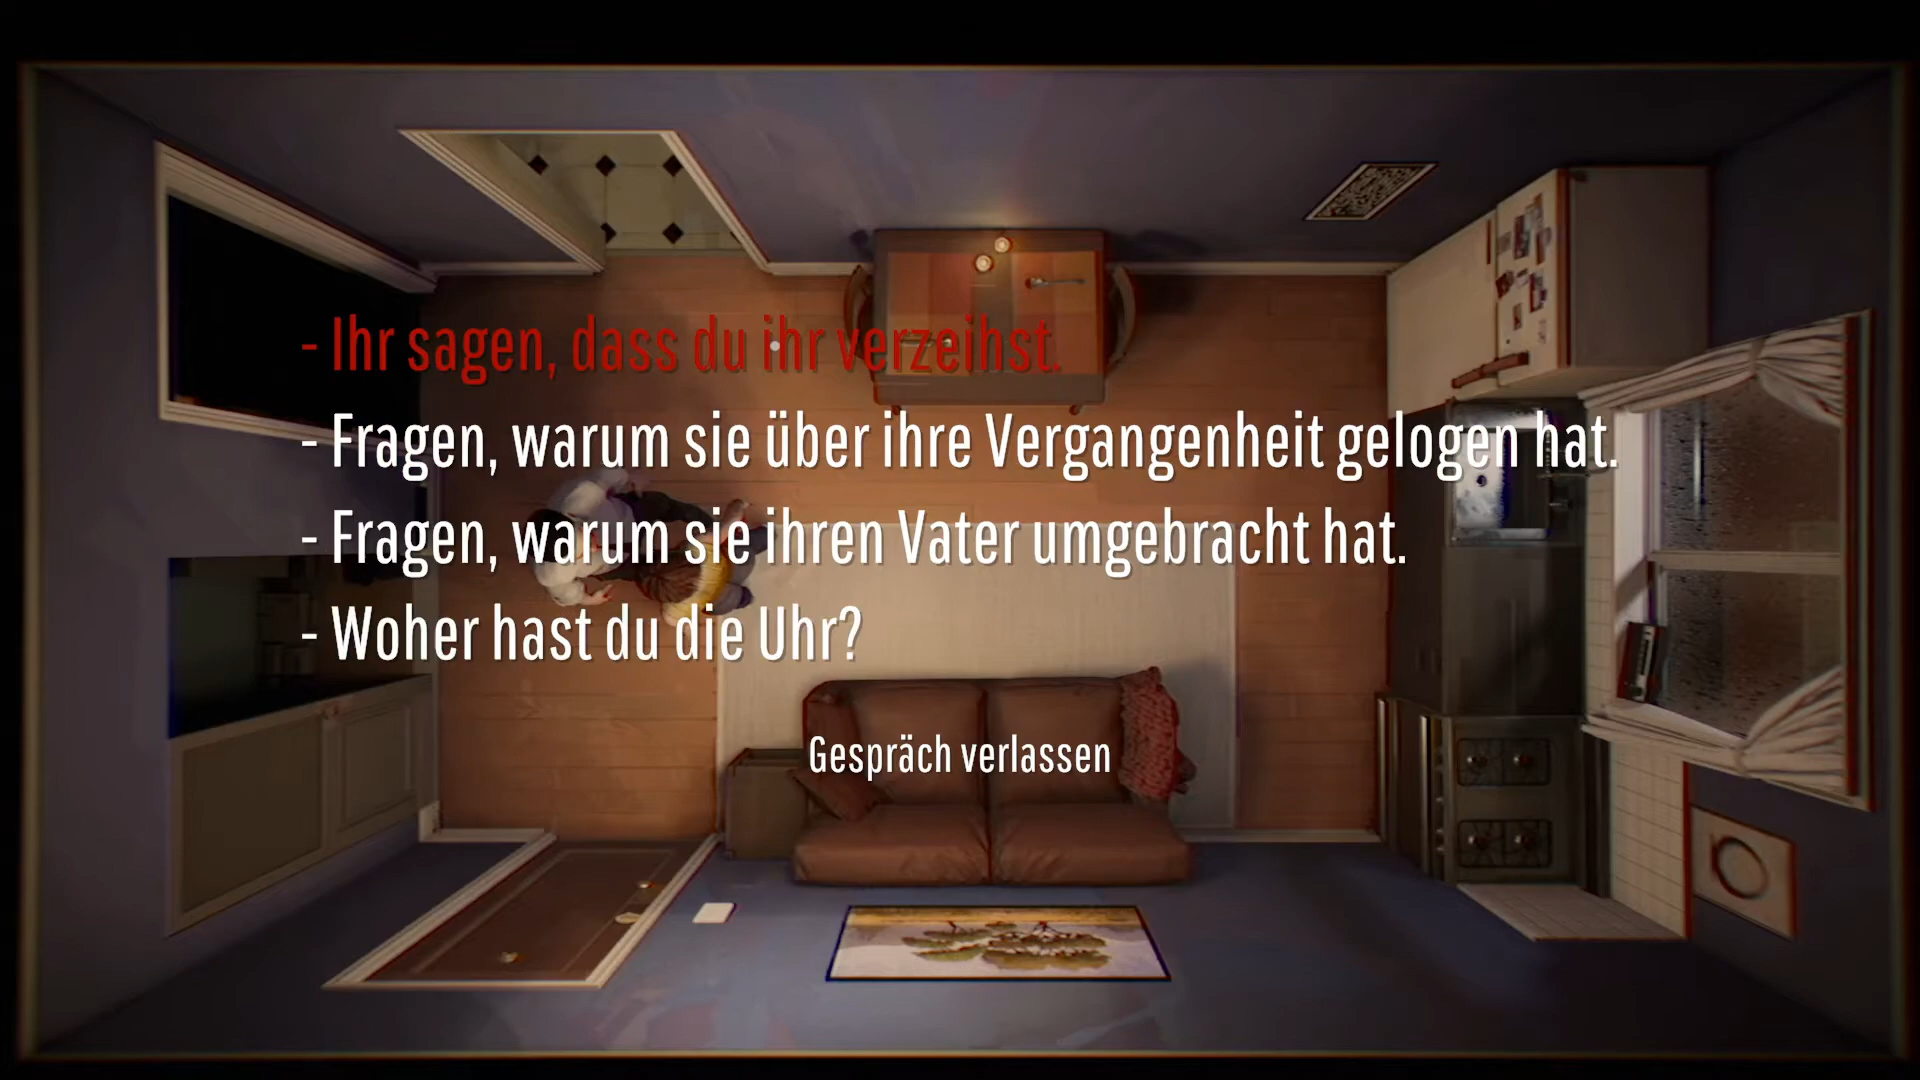 - Ihr sagen, dass du ihr verzeihst.
- Fragen, warum sie über ihre Vergangenheit gelogen hat.
- Fragen, warum sie ihren Vater umgebracht hat.
- Woher hast du die Uhr?
Gespräch verlassen